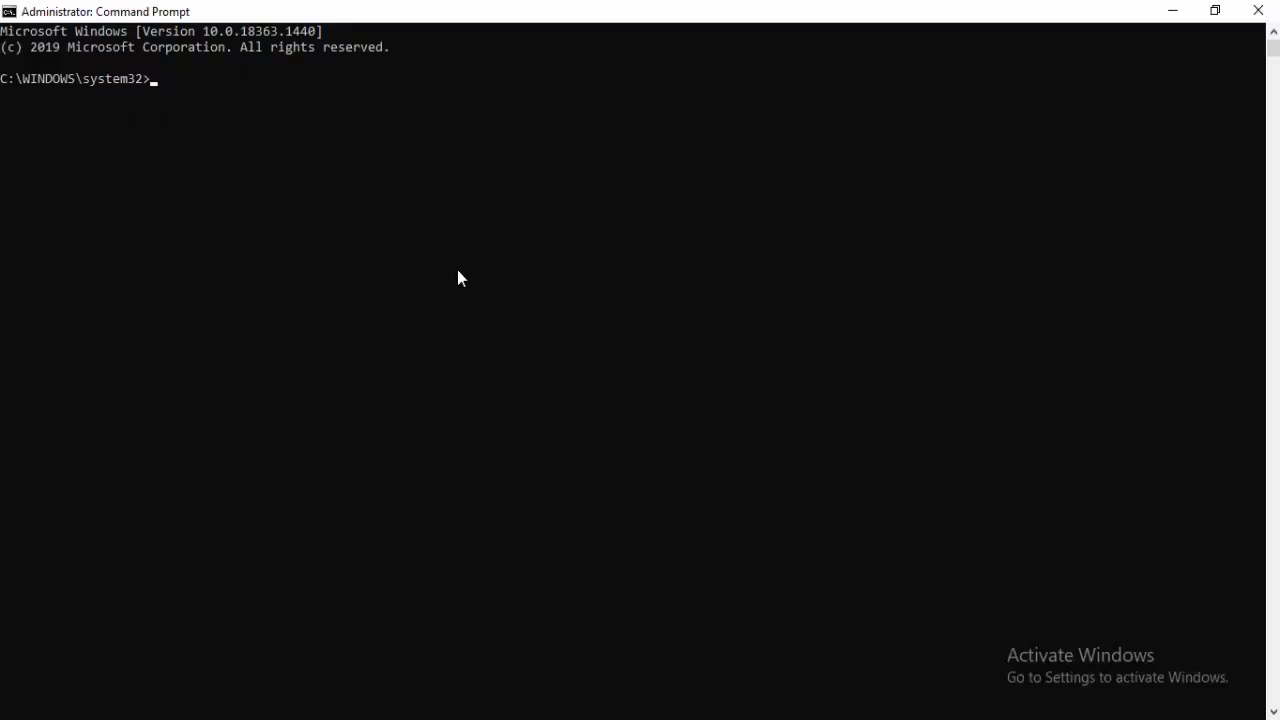 Administrator: Command Prompt
Microsoft Windows [Version 10.0.18363.1440]
(c) 2019 Microsoft Corporation. All rights reserved.
C:\WINDOWS\system32>
Activate Windows
Go to Settings to activate Windows.